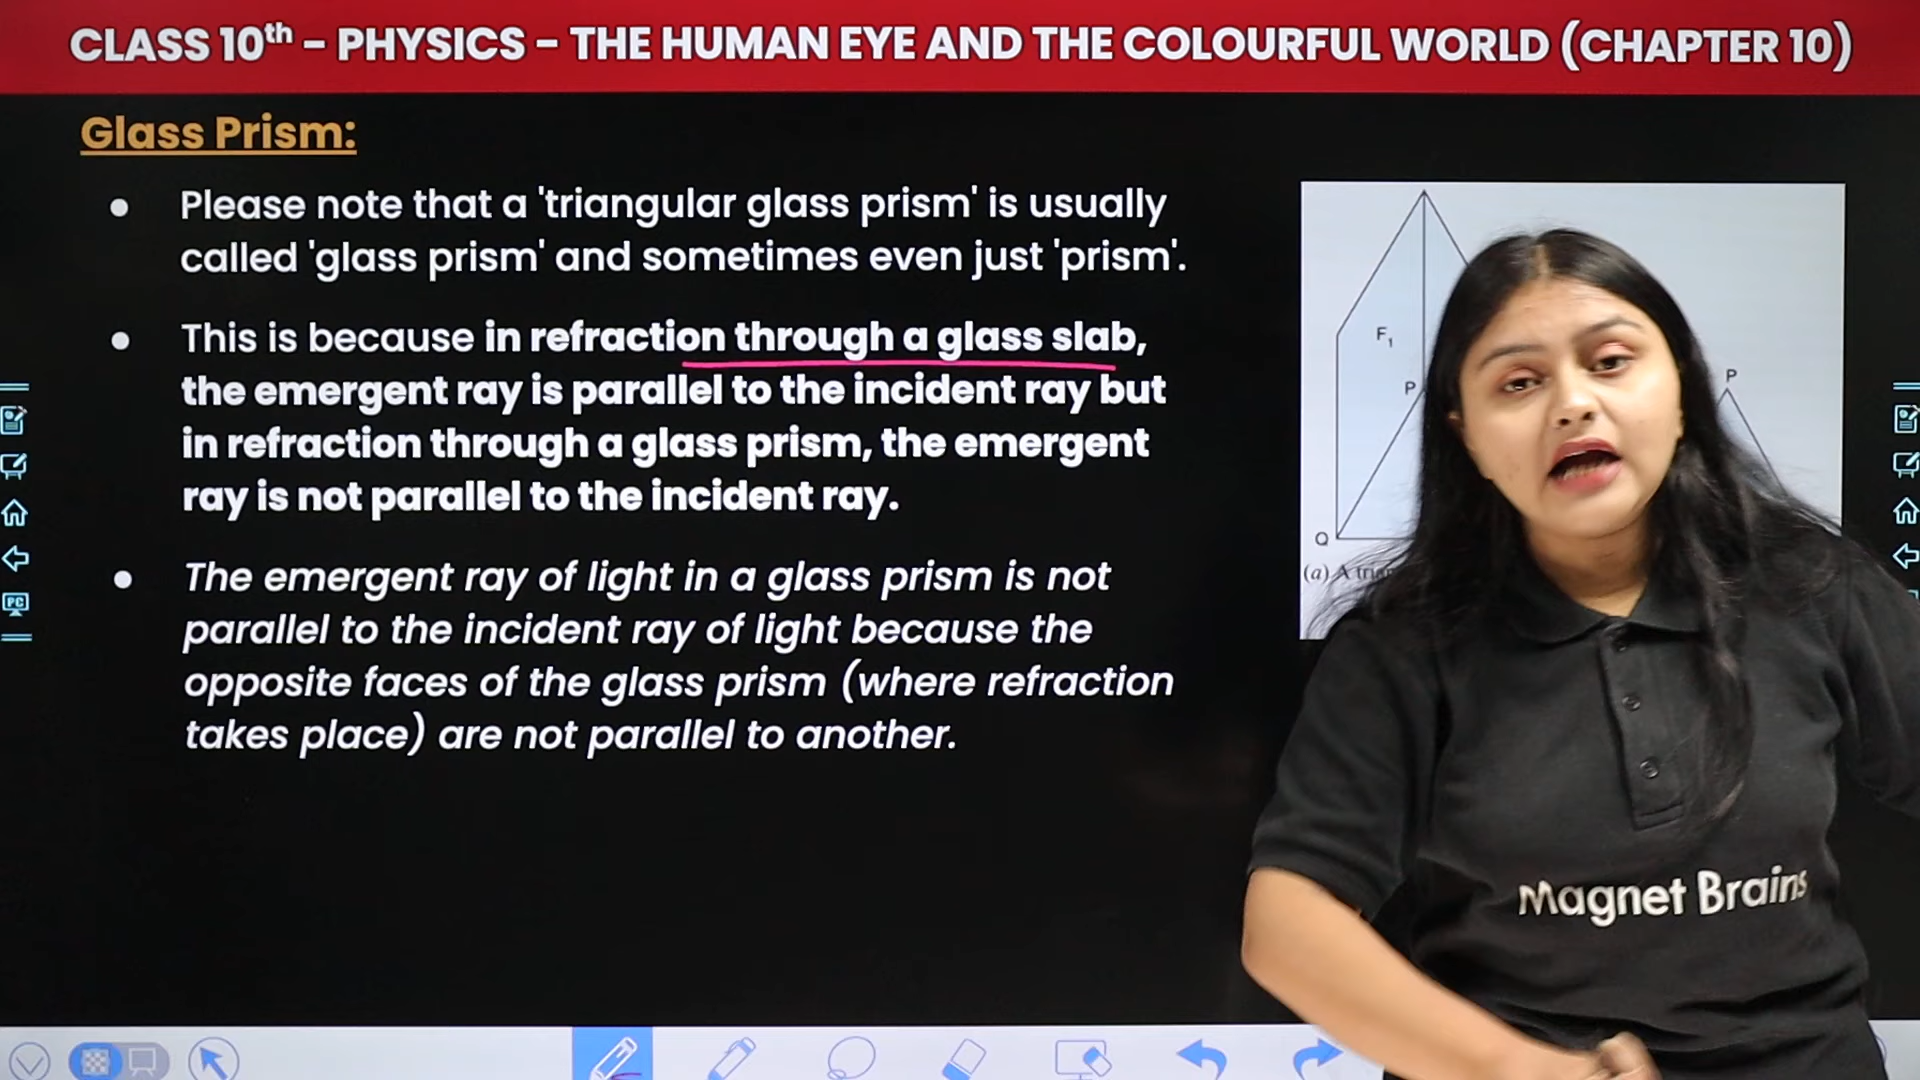 CLASS 10th – PHYSICS – THE HUMAN EYE AND THE COLOURFUL WORLD (CHAPTER 10)
Glass Prism:
● Please note that a 'triangular glass prism' is usually
called 'glass prism' and sometimes even just 'prism'.
● This is because in refraction through a glass slab,
the emergent ray is parallel to the incident ray but
in refraction through a glass prism, the emergent
ray is not parallel to the incident ray.
● The emergent ray of light in a glass prism is not
parallel to the incident ray of light because the
opposite faces of the glass prism (where refraction
takes place) are not parallel to another.
F1
P
P
Q
(a) A
PC
Magnet Brains